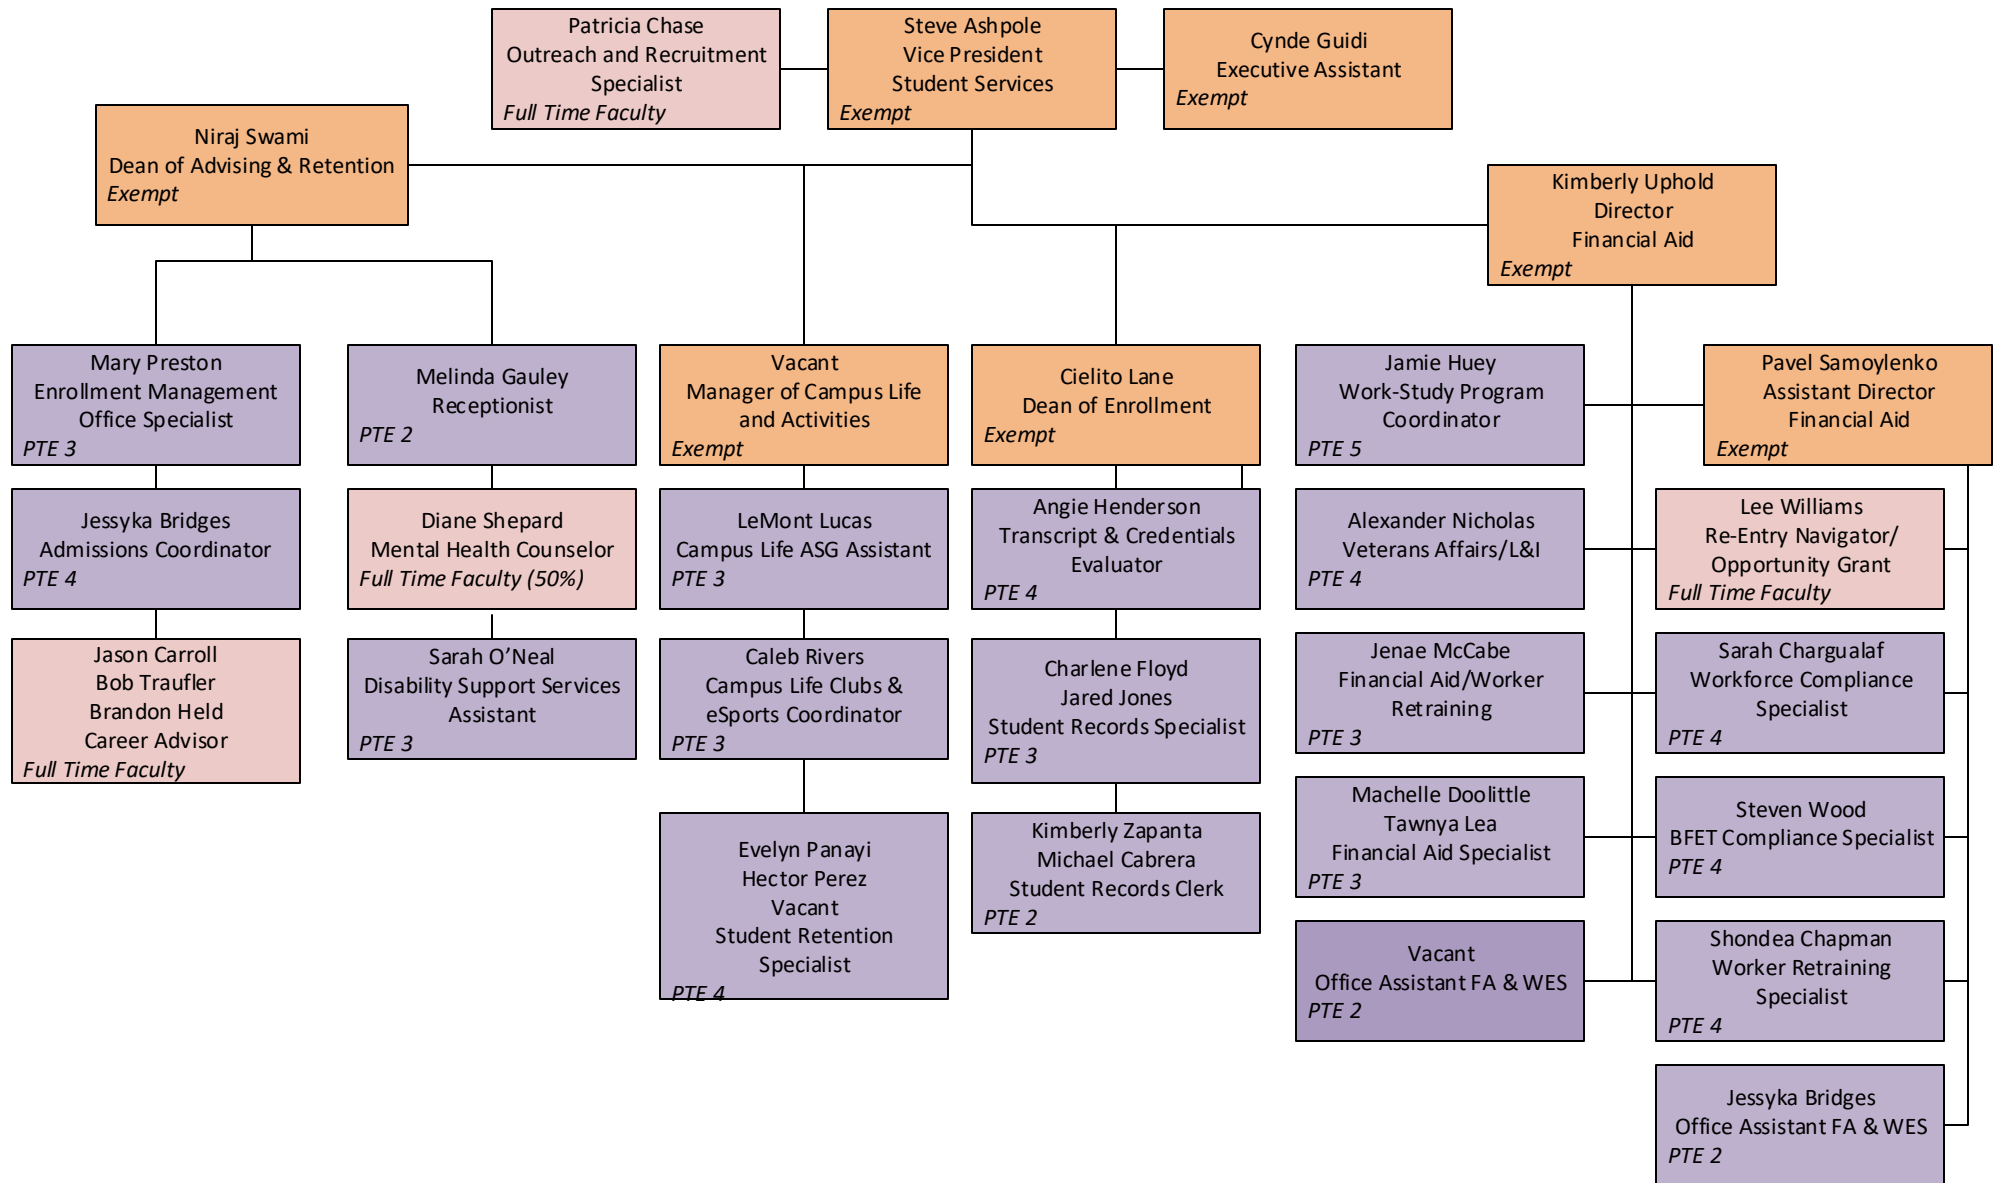 Patricia Chase
Outreach and Recruitment
Specialist
Full Time Faculty
Steve Ashpole
Vice President
Student Services
Exempt
Cynde Guidi
Executive Assistant
Exempt
Niraj Swami
Dean of Advising & Retention
Exempt
Kimberly Uphold
Director
Financial Aid
Exempt
Mary Preston
Enrollment Management
Office Specialist
PTE 3
Melinda Gauley
Receptionist
PTE 2
Vacant
Manager of Campus Life
and Activities
Exempt
Cielito Lane
Dean of Enrollment
Exempt
Jamie Huey
Work-Study Program
Coordinator
PTE 5
Pavel Samoylenko
Assistant Director
Financial Aid
Exempt
Jessyka Bridges
Admissions Coordinator
PTE 4
Diane Shepard
Mental Health Counselor
Full Time Faculty (50%)
LeMont Lucas
Campus Life ASG Assistant
PTE 3
Angie Henderson
Transcript & Credentials
Evaluator
PTE 4
Alexander Nicholas
Veterans Affairs/L&I
PTE 4
Lee Williams
Re-Entry Navigator/
Opportunity Grant
Full Time Faculty
Jason Carroll
Bob Traufler
Brandon Held
Career Advisor
Full Time Faculty
Sarah O’Neal
Disability Support Services
Assistant
PTE 3
Caleb Rivers
Campus Life Clubs &
eSports Coordinator
PTE 3
Charlene Floyd
Jared Jones
Student Records Specialist
PTE 3
Jenae McCabe
Financial Aid/Worker
Retraining
PTE 3
Sarah Chargualaf
Workforce Compliance
Specialist
PTE 4
Evelyn Panayi
Hector Perez
Vacant
Student Retention
Specialist
PTE 4
Kimberly Zapanta
Michael Cabrera
Student Records Clerk
PTE 2
Machelle Doolittle
Tawnya Lea
Financial Aid Specialist
PTE 3
Steven Wood
BFET Compliance Specialist
PTE 4
Vacant
Office Assistant FA & WES
PTE 2
Shondea Chapman
Worker Retraining
Specialist
PTE 4
Jessyka Bridges
Office Assistant FA & WES
PTE 2